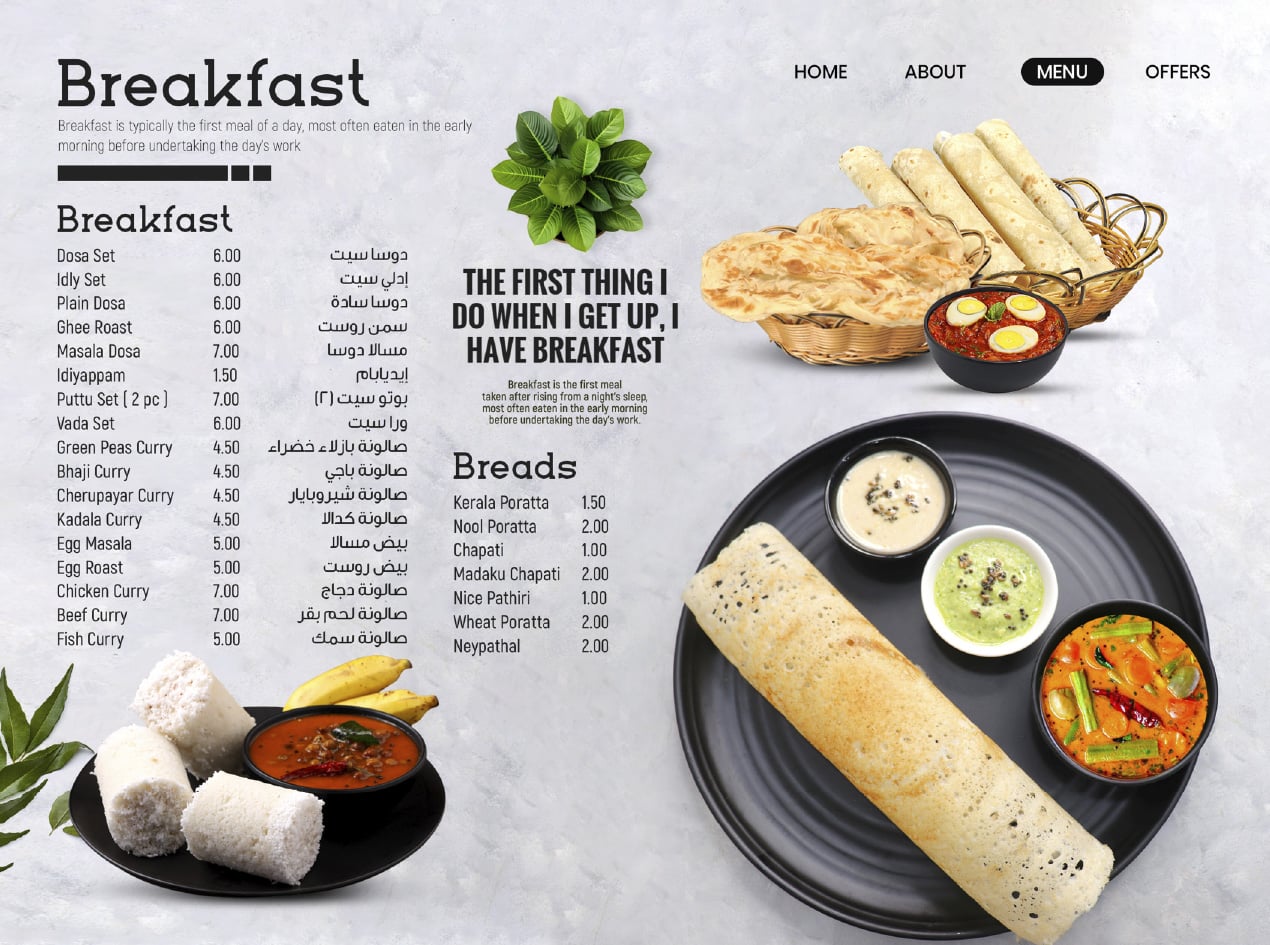 Breakfast
HOME ABOUT MENU OFFERS
Breakfast is typically the first meal of a day, most often eaten in the early
morning before undertaking the day's work
Breakfast
Dosa Set 6.00 دوسا سيت
Idly Set 6.00 إدلي سيت
Plain Dosa 6.00 دوسا سادة
Ghee Roast 6.00 سمن روست
Masala Dosa 7.00 مسالا دوسا
Idiyappam 1.50 إيديابام
Puttu Set ( 2 pc ) 7.00 بوتو سيت (٢)
Vada Set 6.00 ورا سيت
Green Peas Curry 4.50 صالونة بازلاء خضراء
Bhaji Curry 4.50 صالونة باجي
Cherupayar Curry 4.50 صالونة شيروبايار
Kadala Curry 4.50 صالونة كدالا
Egg Masala 5.00 بيض مسالا
Egg Roast 5.00 بيض روست
Chicken Curry 7.00 صالونة دجاج
Beef Curry 7.00 صالونة لحم بقر
Fish Curry 5.00 صالونة سمك
THE FIRST THING I
DO WHEN I GET UP, I
HAVE BREAKFAST
Breakfast is the first meal
taken after rising from a night's sleep,
most often eaten in the early morning
before undertaking the day's work.
Breads
Kerala Poratta 1.50
Nool Poratta 2.00
Chapati 1.00
Madaku Chapati 2.00
Nice Pathiri 1.00
Wheat Poratta 2.00
Neypathal 2.00